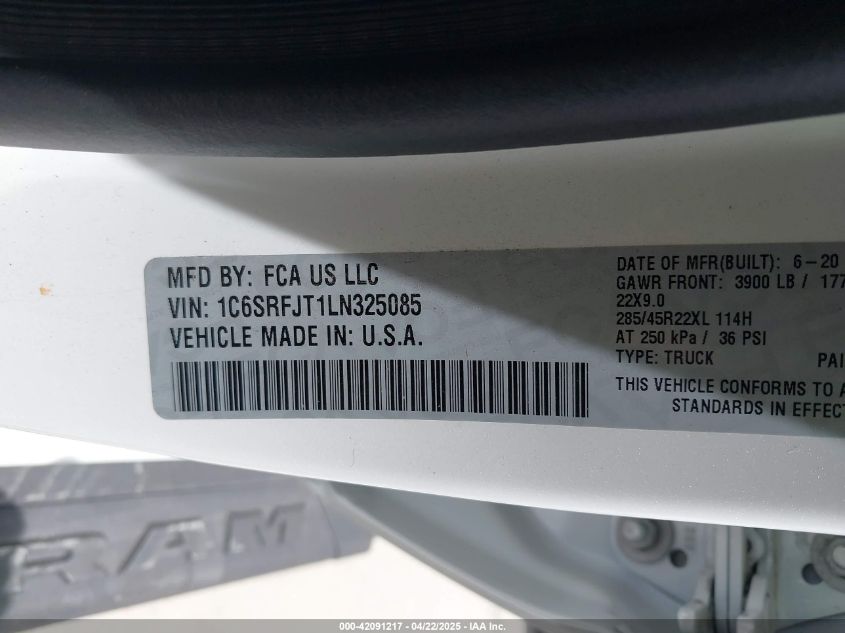 MFD BY: FCA US LLC
VIN: 1C6SRFJT1LN325085
VEHICLE MADE IN: U.S.A.
DATE OF MFR(BUILT): 6-20
GAWR FRONT: 3900 LB / 177
22X9.0
285/45R22XL 114H
AT 250 kPa / 36 PSI
TYPE: TRUCK PAI
THIS VEHICLE CONFORMS TO A
STANDARDS IN EFFECT
RAM
000-42091217 - 04/22/2025 - IAA Inc.